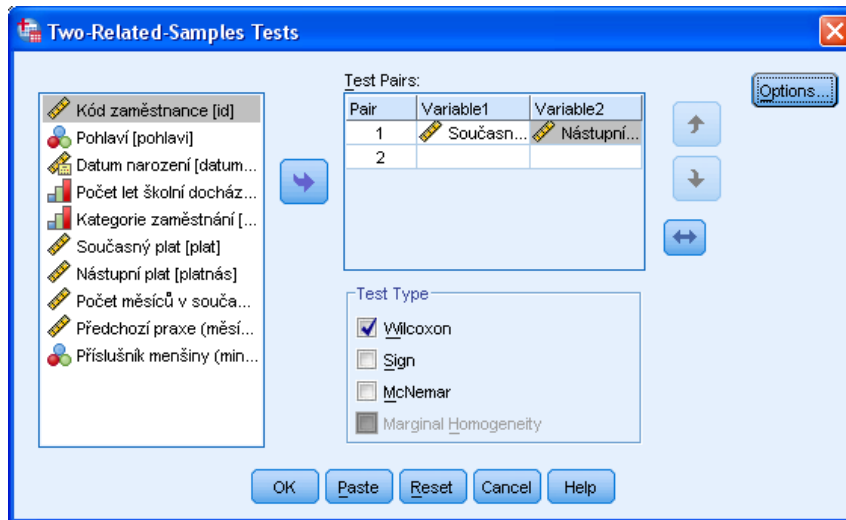 Two-Related-Samples Tests
Kód zaměstnance [id]
Pohlaví [pohlavi]
Datum narození [datum...
Počet let školní docház...
Kategorie zaměstnání [...
Současný plat [plat]
Nástupní plat [platnás]
Počet měsíců v souča...
Předchozí praxe (měsí...
Příslušník menšiny (min...
Test Pairs:
Pair Variable1 Variable2
1 Současn... Nástupní...
2
Options...
Test Type
Wilcoxon
Sign
McNemar
Marginal Homogeneity
OK Paste Reset Cancel Help